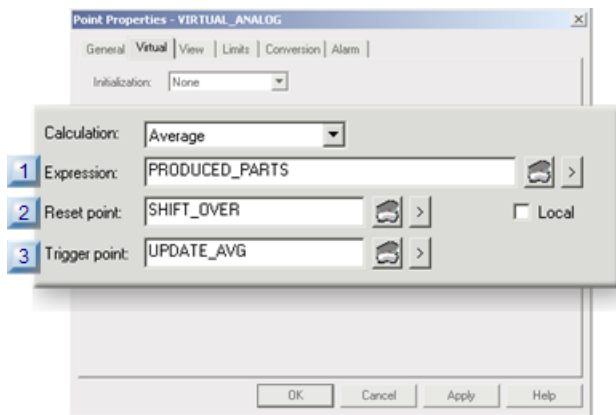 Point Properties - VIRTUAL_ANALOG
General Virtual View Limits Conversion Alarm
Initialization: None
Calculation: Average
1 Expression: PRODUCED_PARTS >
2 Reset point: SHIFT_OVER > Local
3 Trigger point: UPDATE_AVG >
OK Cancel Apply Help